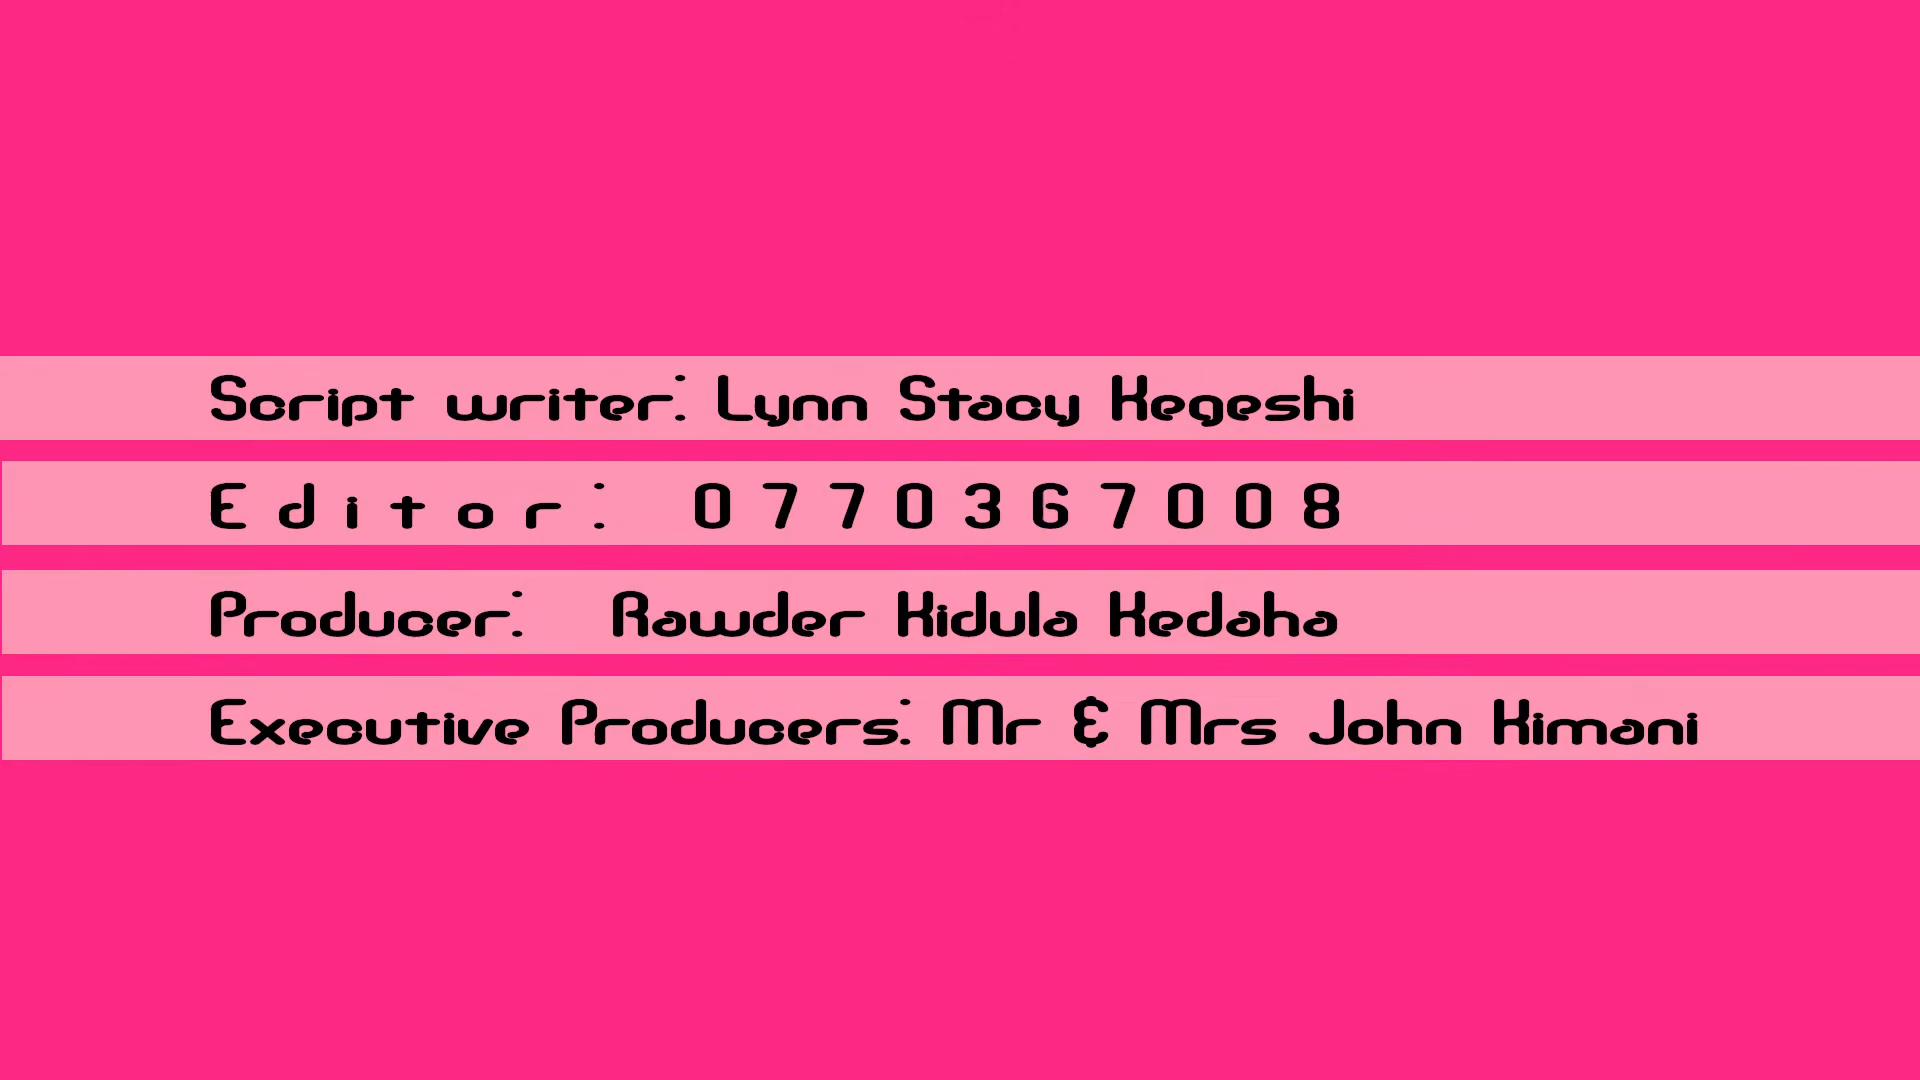 Script writer: Lynn Stacy Kegeshi
Editor: 0770367008
Producer: Rawder Kidula Kedaha
Executive Producers: Mr & Mrs John Kimani